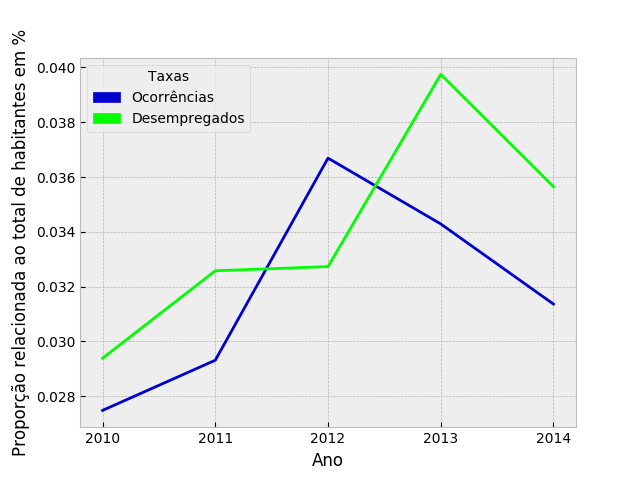 Proporção relacionada ao total de habitantes em %
0.040
0.038
0.036
0.034
0.032
0.030
0.028
Taxas
Ocorrências
Desempregados
2010 2011 2012 2013 2014
Ano